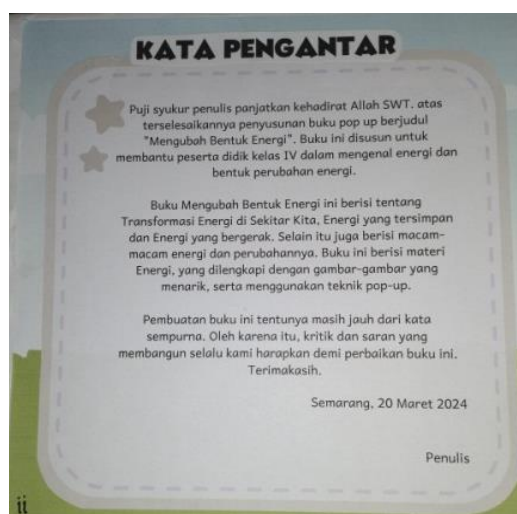 KATA PENGANTAR
Puji syukur penulis panjatkan kehadirat Allah SWT. atas
terselesaikannya penyusunan buku pop up berjudul
"Mengubah Bentuk Energi". Buku ini disusun untuk
membantu peserta didik kelas IV dalam mengenal energi dan
bentuk perubahan energi.
Buku Mengubah Bentuk Energi ini berisi tentang
Transformasi Energi di Sekitar Kita, Energi yang tersimpan
dan Energi yang bergerak. Selain itu juga berisi macam-
macam energi dan perubahannya. Buku ini berisi materi
Energi, yang dilengkapi dengan gambar-gambar yang
menarik, serta menggunakan teknik pop-up.
Pembuatan buku ini tentunya masih jauh dari kata
sempurna. Oleh karena itu, kritik dan saran yang
membangun selalu kami harapkan demi perbaikan buku ini.
Terimakasih.
Semarang, 20 Maret 2024
Penulis
ii